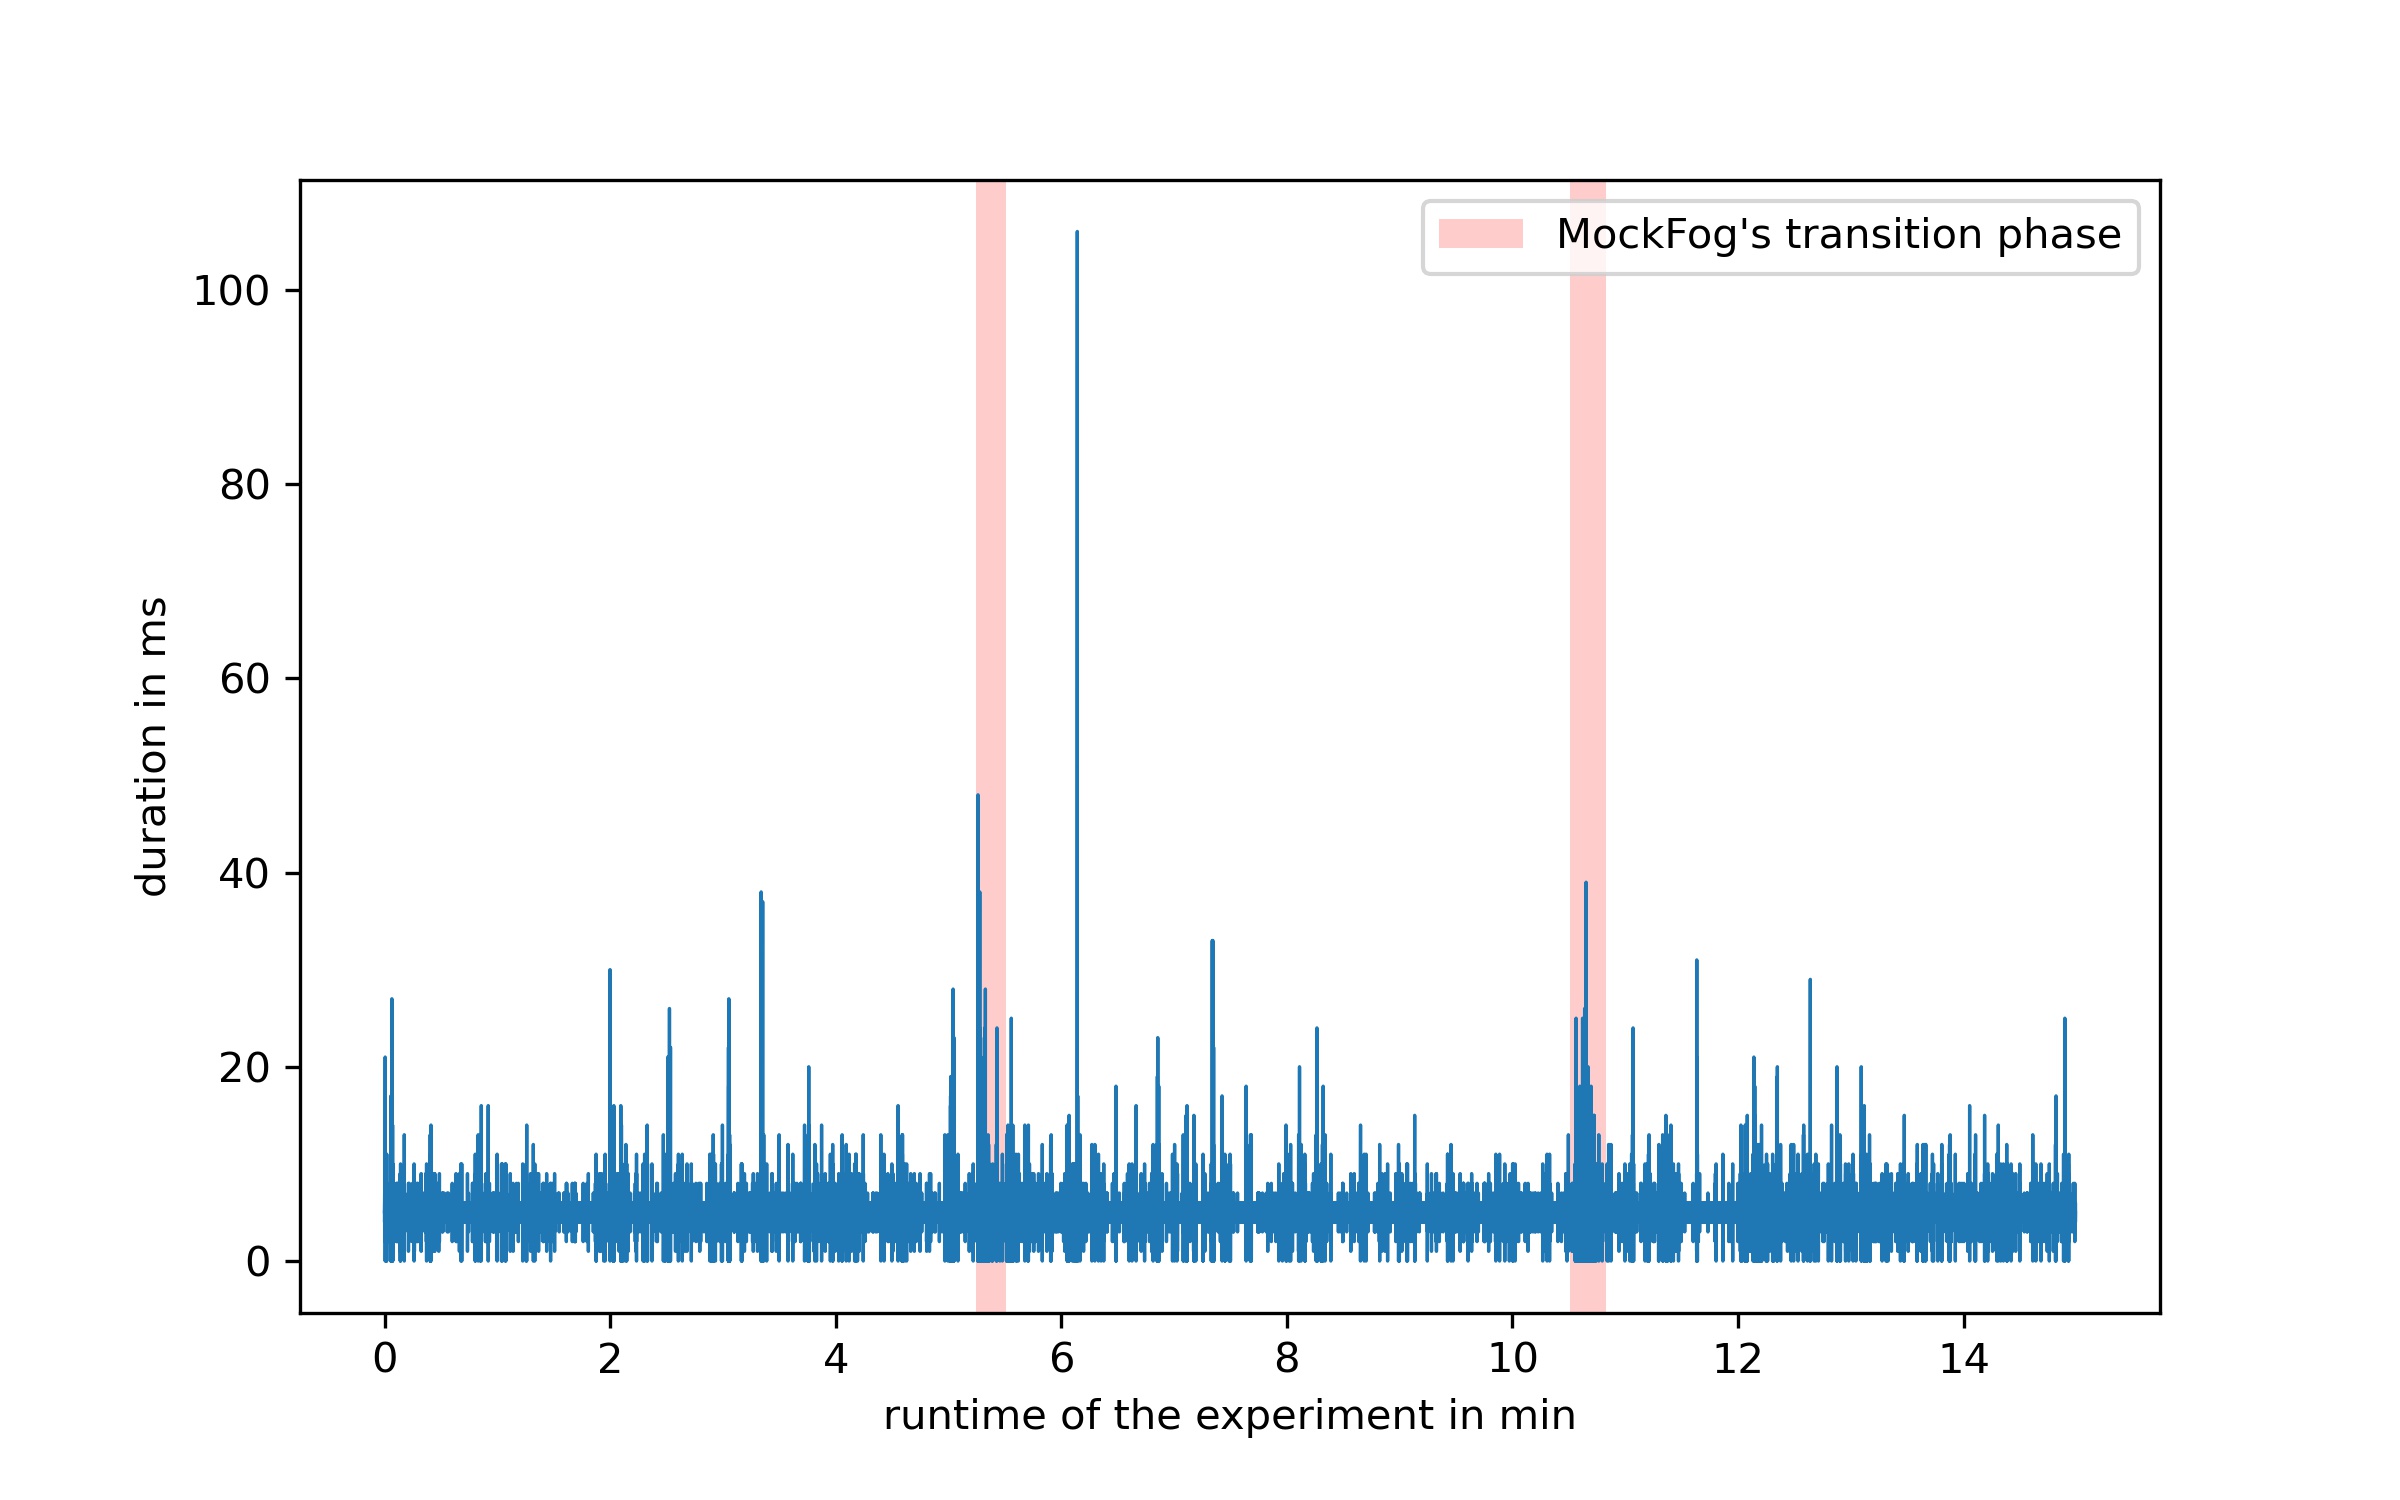 MockFog's transition phase
100
80
60
40
20
0
duration in ms
0 2 4 6 8 10 12 14
runtime of the experiment in min